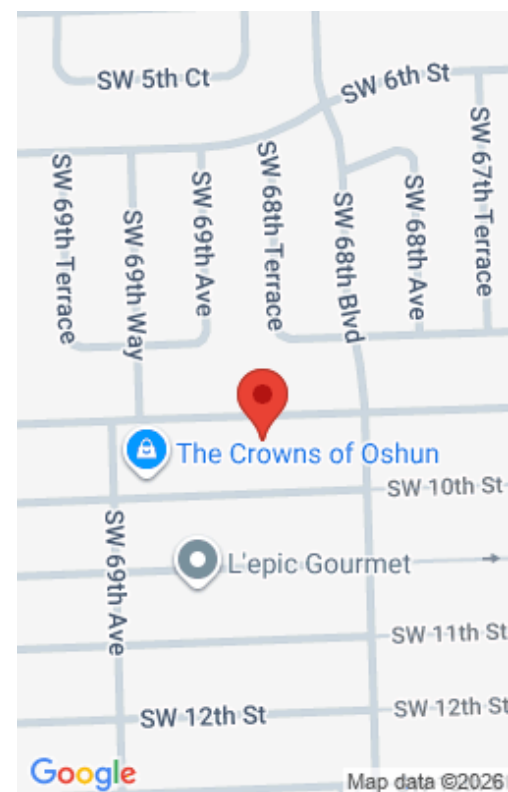 SW 5th Ct
SW 6th St
SW 67th Terrace
SW 69th Terrace
SW 69th Way
SW 69th Ave
SW 68th Terrace
SW 68th Blvd
SW 68th Ave
The Crowns of Oshun
SW 10th St
SW 69th Ave
L'epic Gourmet
SW 11th St
SW 12th St
SW 12th St
Google
Map data ©2026